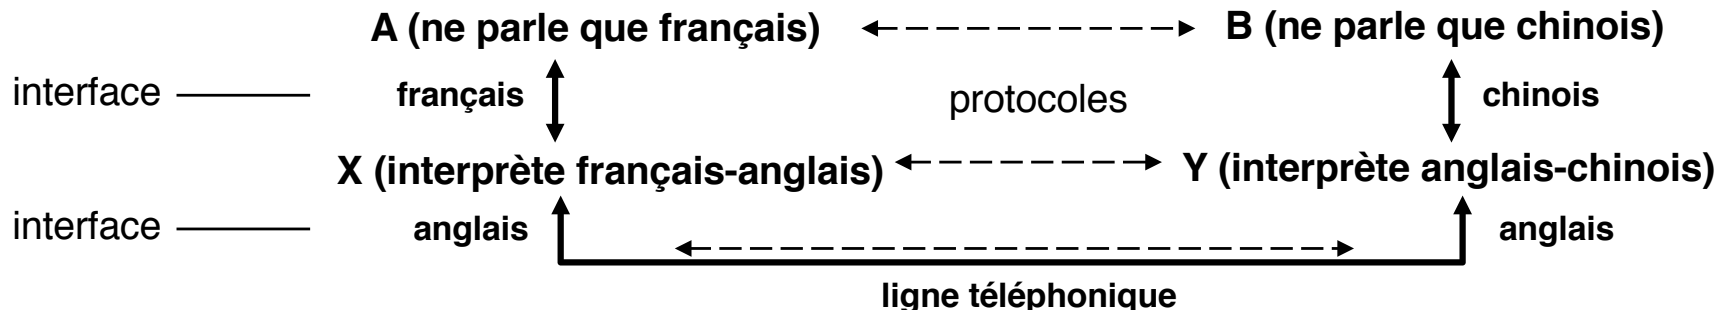 A (ne parle que français) B (ne parle que chinois)
interface français protocoles chinois
X (interprète français-anglais) Y (interprète anglais-chinois)
interface anglais anglais
ligne téléphonique